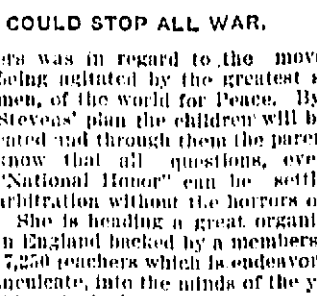 COULD STOP ALL WAR.
ers was in regard to the move
being agitated by the greatest s
men, of the world for Peace. By
Stevens' plan the children will b
cated and through them the paren
know that all questions, eve
"National Honor" can be settl
arbitration without the horrors o
She is heading a great organi
in England backed by a members
7,250 teachers which is endeavor
inculcate, into the minds of the y